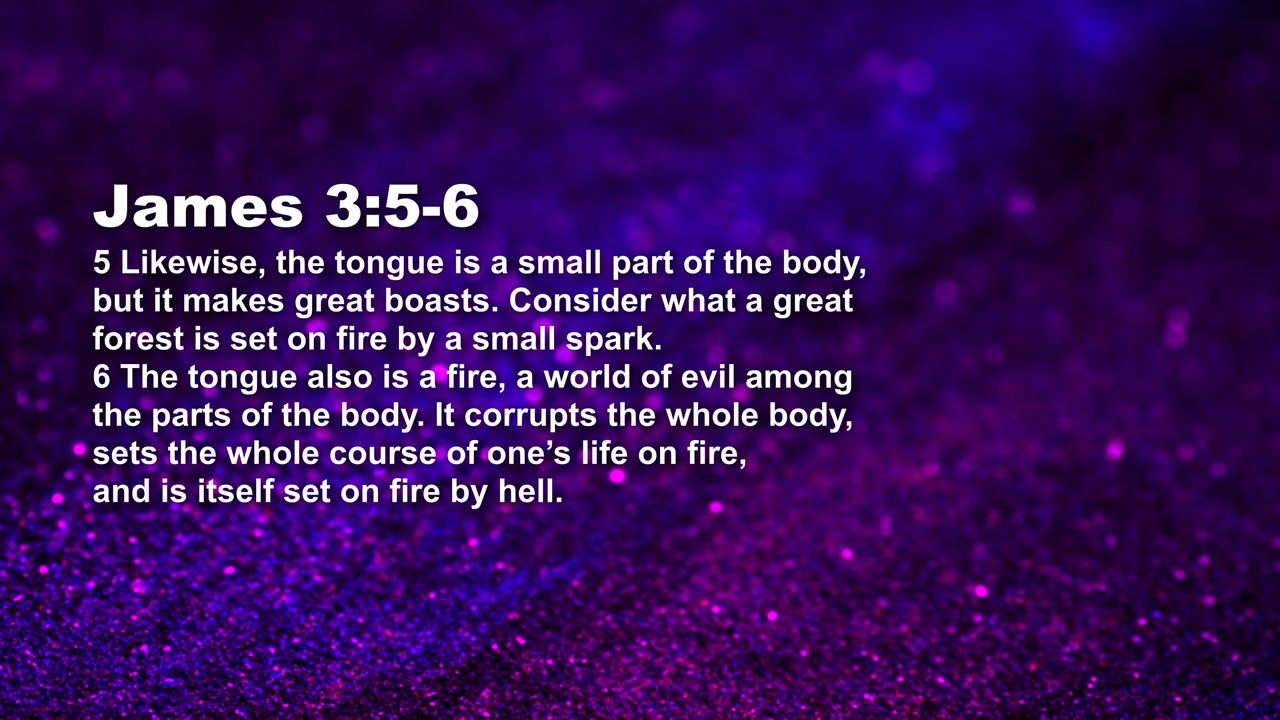 James 3:5-6
5 Likewise, the tongue is a small part of the body,
but it makes great boasts. Consider what a great
forest is set on fire by a small spark.
6 The tongue also is a fire, a world of evil among
the parts of the body. It corrupts the whole body,
sets the whole course of one’s life on fire,
and is itself set on fire by hell.